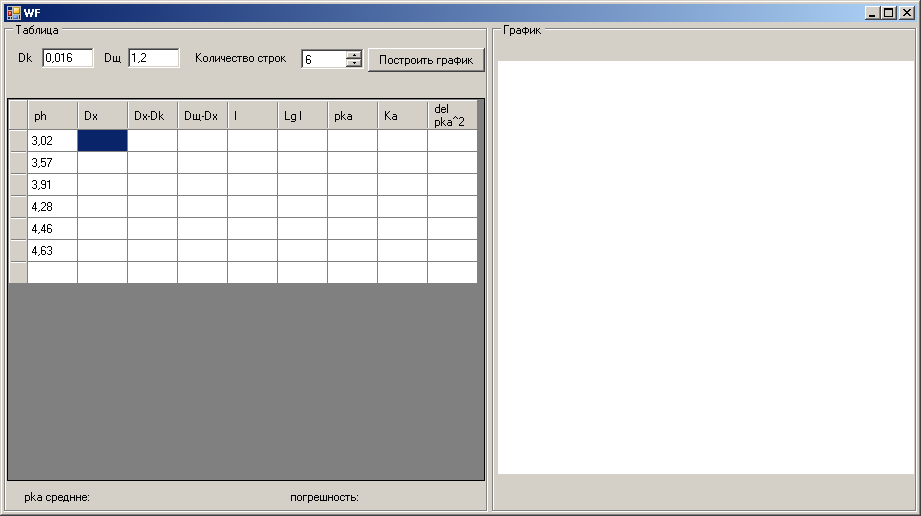 WF
Таблица
Dk 0,016 Dщ 1,2 Количество строк 6 Построить график
ph Dx Dx-Dk Dщ-Dx I Lg I pka Ka del pka^2
3,02
3,57
3,91
4,28
4,46
4,63
pka среднне: погрешность:
График